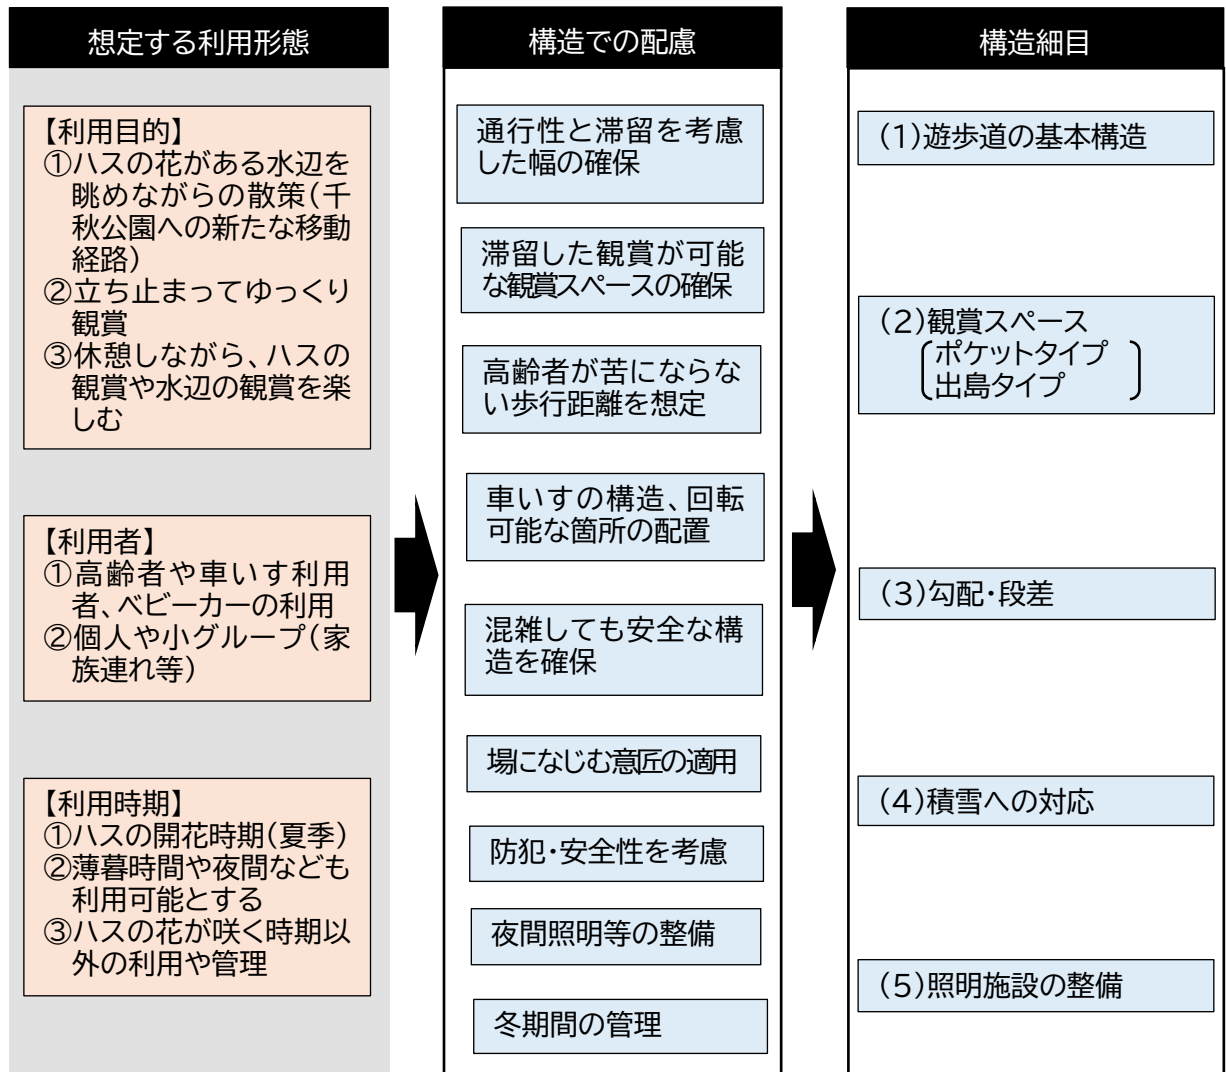 想定する利用形態
【利用目的】
①ハスの花がある水辺を
眺めながらの散策(千
秋公園への新たな移動
経路)
②立ち止まってゆっくり
観賞
③休憩しながら、ハスの
観賞や水辺の観賞を楽
しむ
【利用者】
①高齢者や車いす利用
者、ベビーカーの利用
②個人や小グループ(家
族連れ等)
【利用時期】
①ハスの開花時期(夏季)
②薄暮時間や夜間なども
利用可能とする
③ハスの花が咲く時期以
外の利用や管理
構造での配慮
通行性と滞留を考慮
した幅の確保
滞留した観賞が可能
な観賞スペースの確保
高齢者が苦にならな
い歩行距離を想定
車いすの構造、回転
可能な箇所の配置
混雑しても安全な構
造を確保
場になじむ意匠の適用
防犯・安全性を考慮
夜間照明等の整備
冬期間の管理
構造細目
(1)遊歩道の基本構造
(2)観賞スペース
ポケットタイプ
出島タイプ
(3)勾配・段差
(4)積雪への対応
(5)照明施設の整備